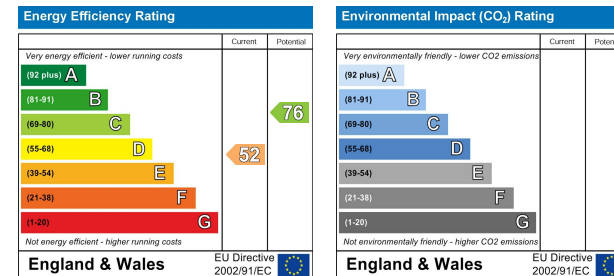 Energy Efficiency Rating
Current Potential
Very energy efficient - lower running costs
(92 plus) A
(81-91) B
(69-80) C
(55-68) D
(39-54) E
(21-38) F
(1-20) G
76
52
Not energy efficient - higher running costs
England & Wales
EU Directive
2002/91/EC
Environmental Impact (CO₂) Rating
Current Poten
Very environmentally friendly - lower CO2 emissions
(92 plus) A
(81-91) B
(69-80) C
(55-68) D
(39-54) E
(21-38) F
(1-20) G
Not environmentally friendly - higher CO2 emissions
England & Wales
EU Directive
2002/91/EC